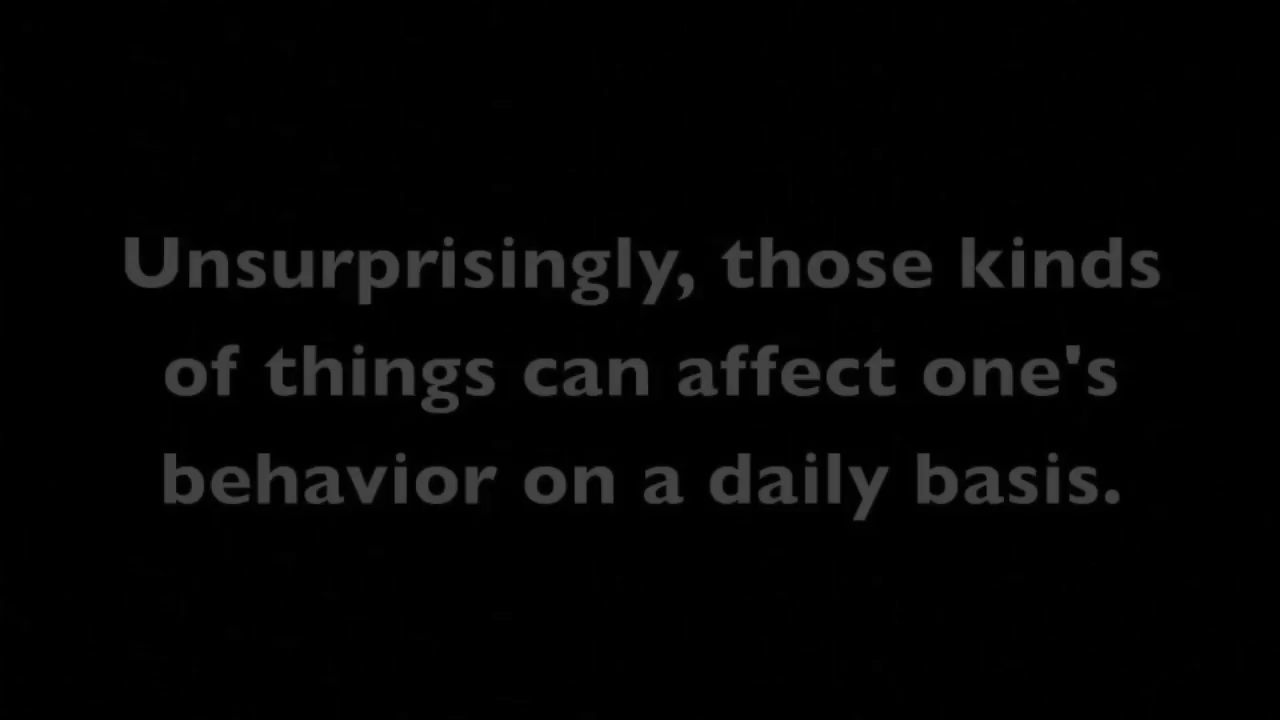 Unsurprisingly, those kinds
of things can affect one's
behavior on a daily basis.